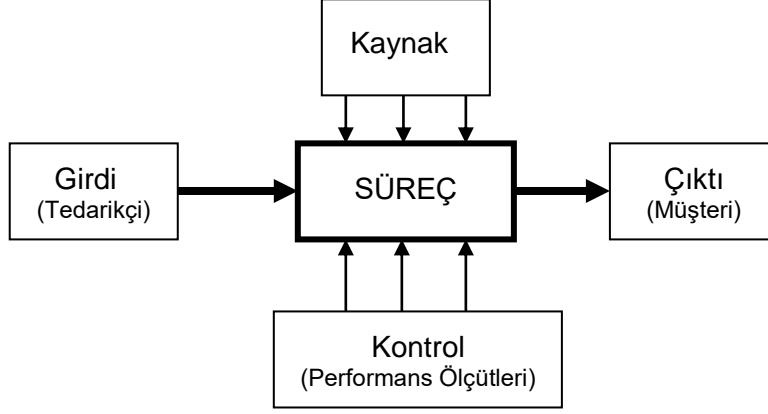 Kaynak
Girdi
(Tedarikçi)
SÜREÇ
Çıktı
(Müşteri)
Kontrol
(Performans Ölçütleri)